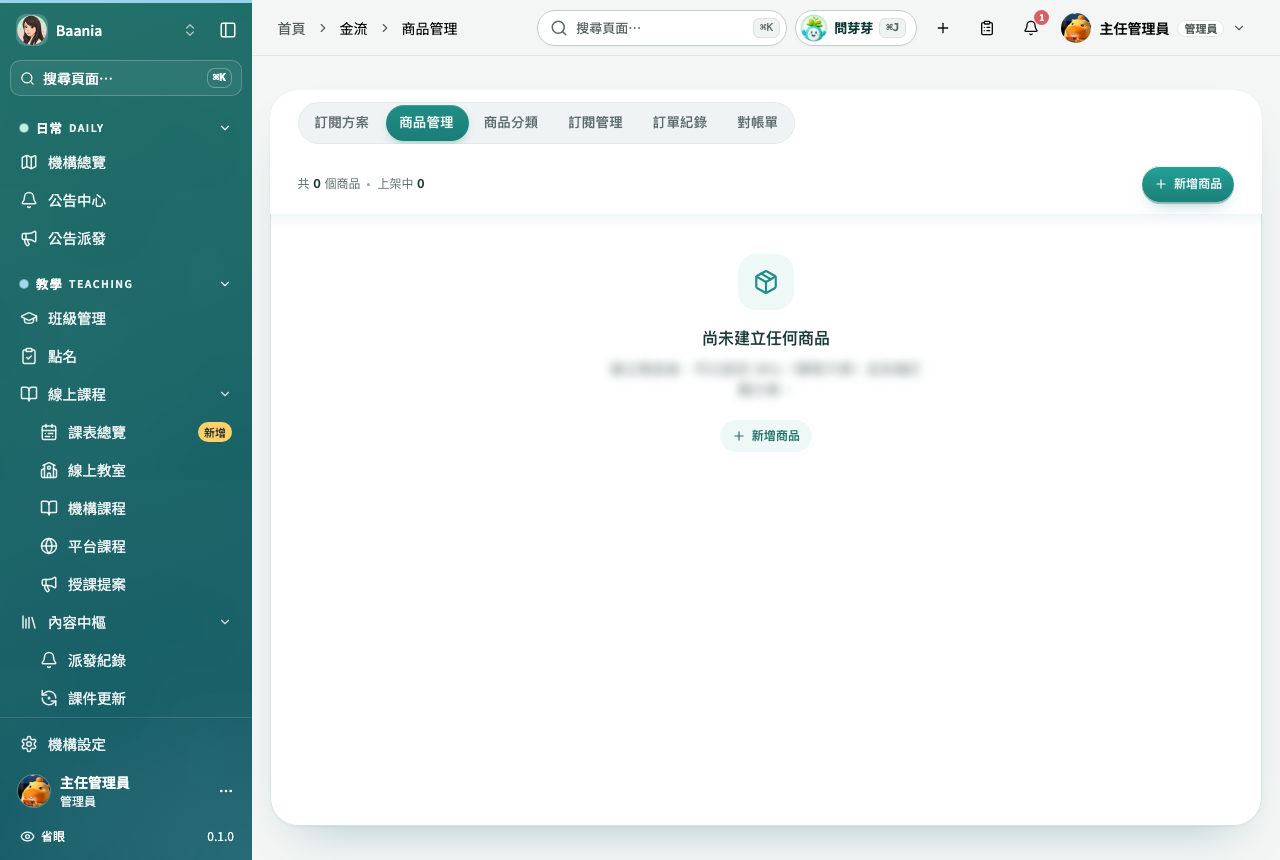 Baania
搜尋頁面… ⌘K
日常 DAILY
機構總覽
公告中心
公告派發
教學 TEACHING
班級管理
點名
線上課程
課表總覽 新增
線上教室
機構課程
平台課程
授課提案
內容中樞
派發紀錄
課件更新
機構設定
主任管理員
管理員
省眼 0.1.0
首頁 金流 商品管理
搜尋頁面… ⌘K
問芽芽 ⌘J
1
主任管理員 管理員
訂閱方案 商品管理 商品分類 訂閱管理 訂單紀錄 對帳單
共 0 個商品 • 上架中 0
新增商品
尚未建立任何商品
新增商品